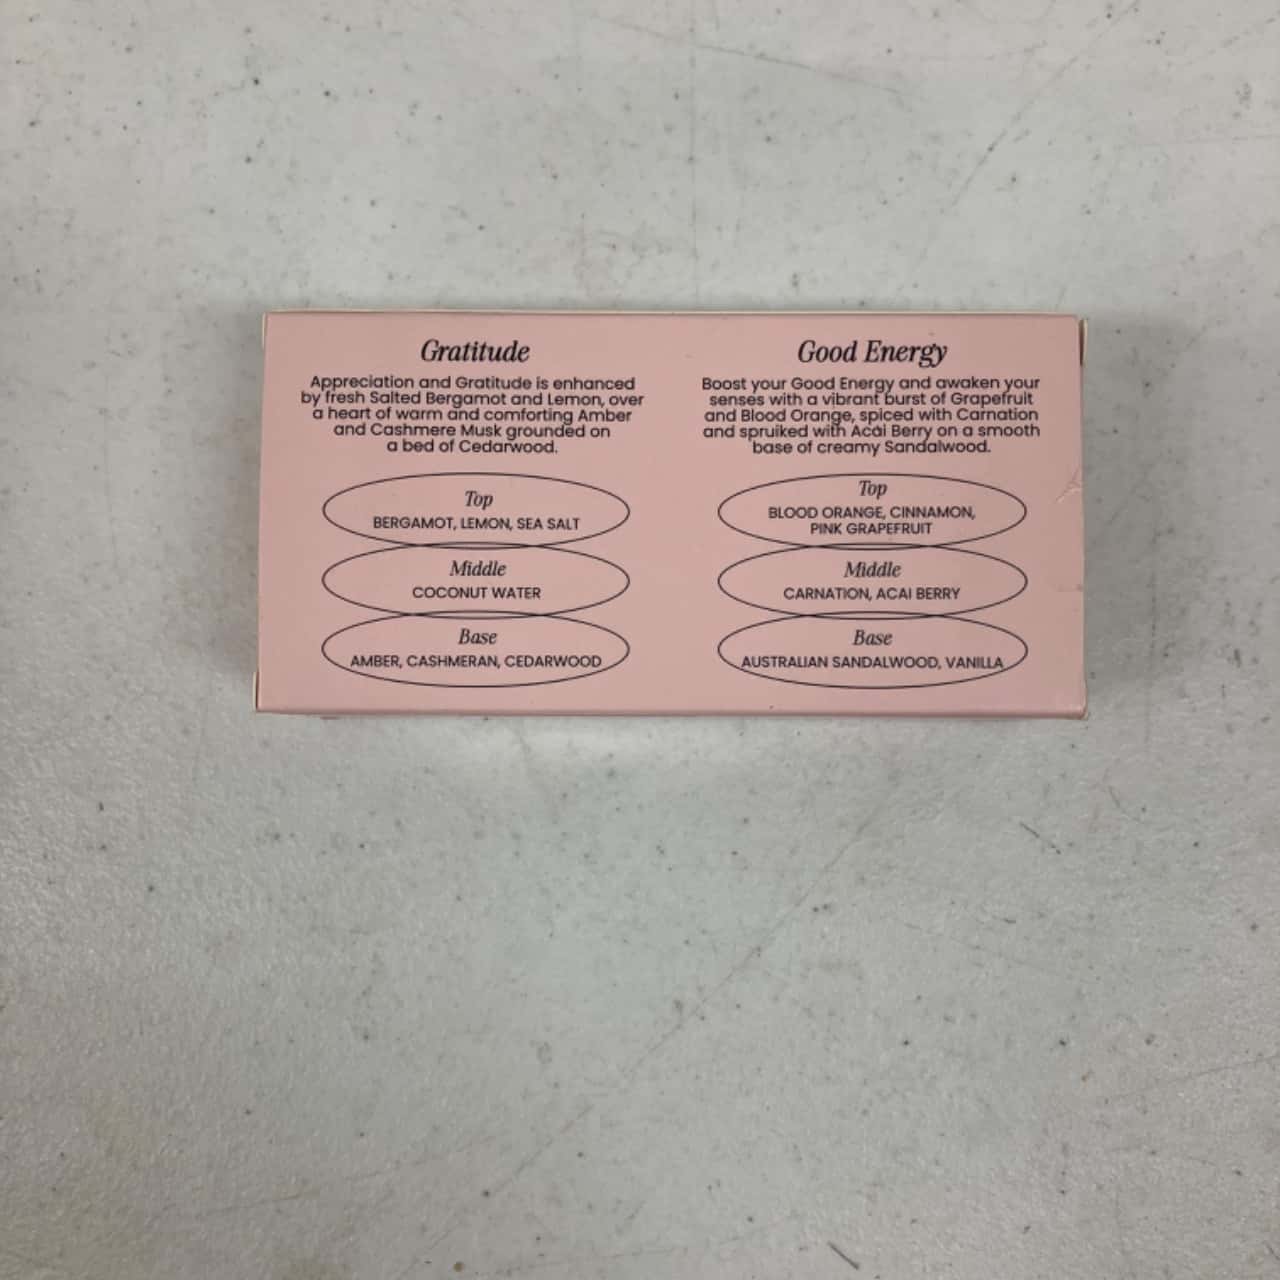 Gratitude
Appreciation and Gratitude is enhanced
by fresh Salted Bergamot and Lemon, over
a heart of warm and comforting Amber
and Cashmere Musk grounded on
a bed of Cedarwood.
Top
BERGAMOT, LEMON, SEA SALT
Middle
COCONUT WATER
Base
AMBER, CASHMERAN, CEDARWOOD
Good Energy
Boost your Good Energy and awaken your
senses with a vibrant burst of Grapefruit
and Blood Orange, spiced with Carnation
and spruiked with Acai Berry on a smooth
base of creamy Sandalwood.
Top
BLOOD ORANGE, CINNAMON,
PINK GRAPEFRUIT
Middle
CARNATION, ACAI BERRY
Base
AUSTRALIAN SANDALWOOD, VANILLA